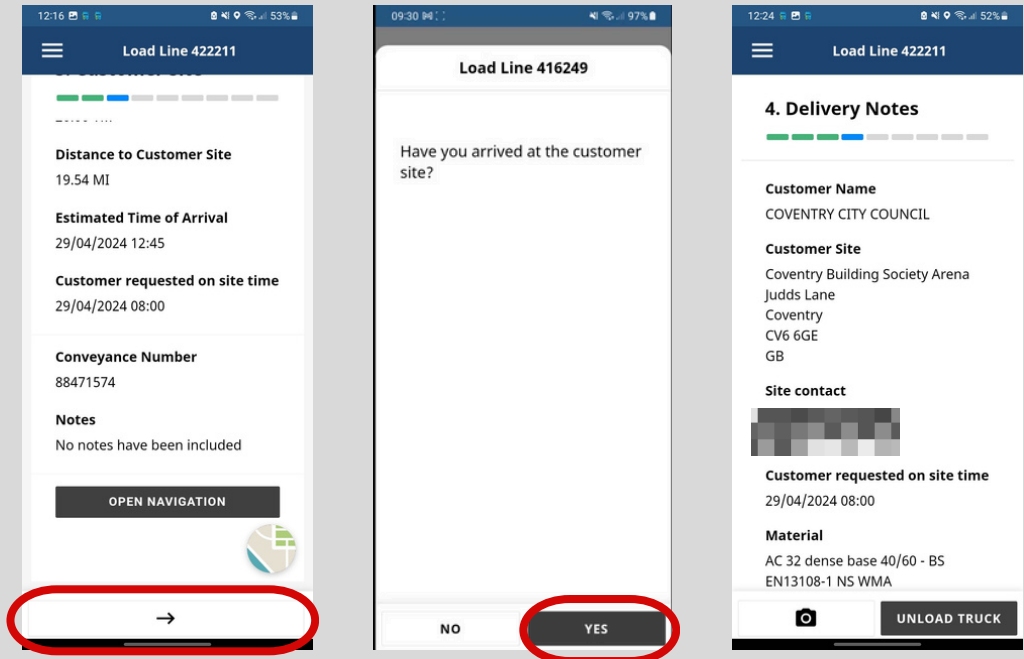 12:16
53%
Load Line 422211
Distance to Customer Site
19.54 MI
Estimated Time of Arrival
29/04/2024 12:45
Customer requested on site time
29/04/2024 08:00
Conveyance Number
88471574
Notes
No notes have been included
OPEN NAVIGATION
09:30
97%
Load Line 416249
Have you arrived at the customer
site?
NO
YES
12:24
52%
Load Line 422211
4. Delivery Notes
Customer Name
COVENTRY CITY COUNCIL
Customer Site
Coventry Building Society Arena
Judds Lane
Coventry
CV6 6GE
GB
Site contact
Customer requested on site time
29/04/2024 08:00
Material
AC 32 dense base 40/60 - BS
EN13108-1 NS WMA
UNLOAD TRUCK